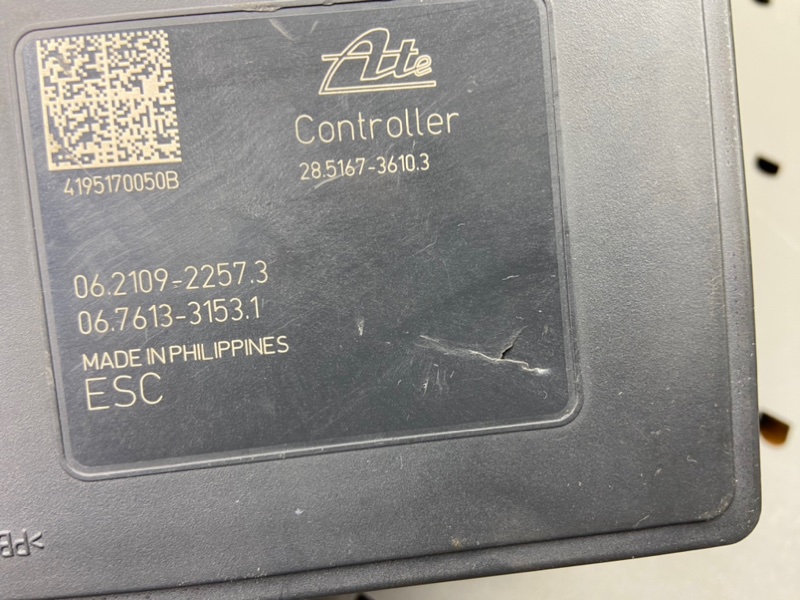 Ate
Controller
28.5167-3610.3
4195170050B
06.2109-2257.3
06.7613-3153.1
MADE IN PHILIPPINES
ESC